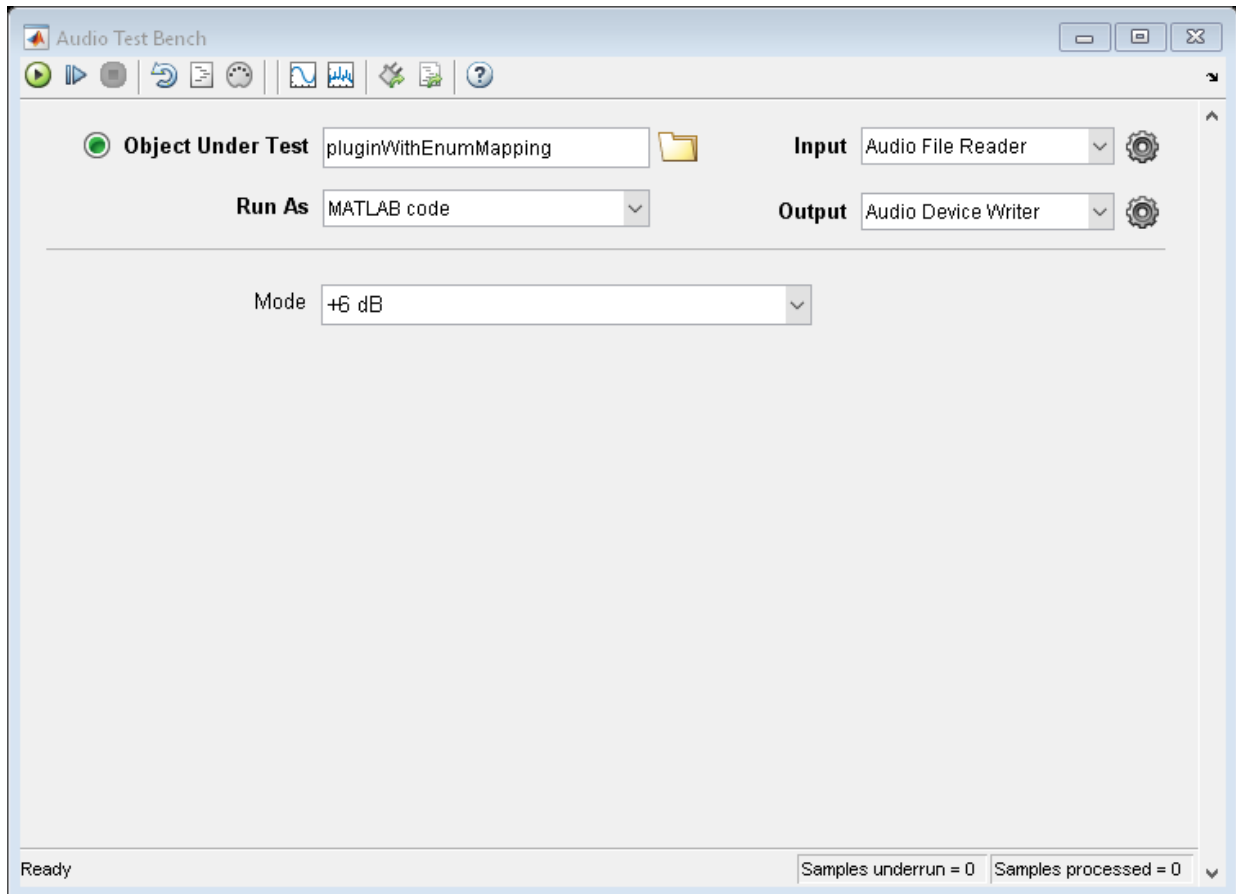 Audio Test Bench
Object Under Test pluginWithEnumMapping Input Audio File Reader
Run As MATLAB code Output Audio Device Writer
Mode +6 dB
Ready Samples underrun = 0 Samples processed = 0